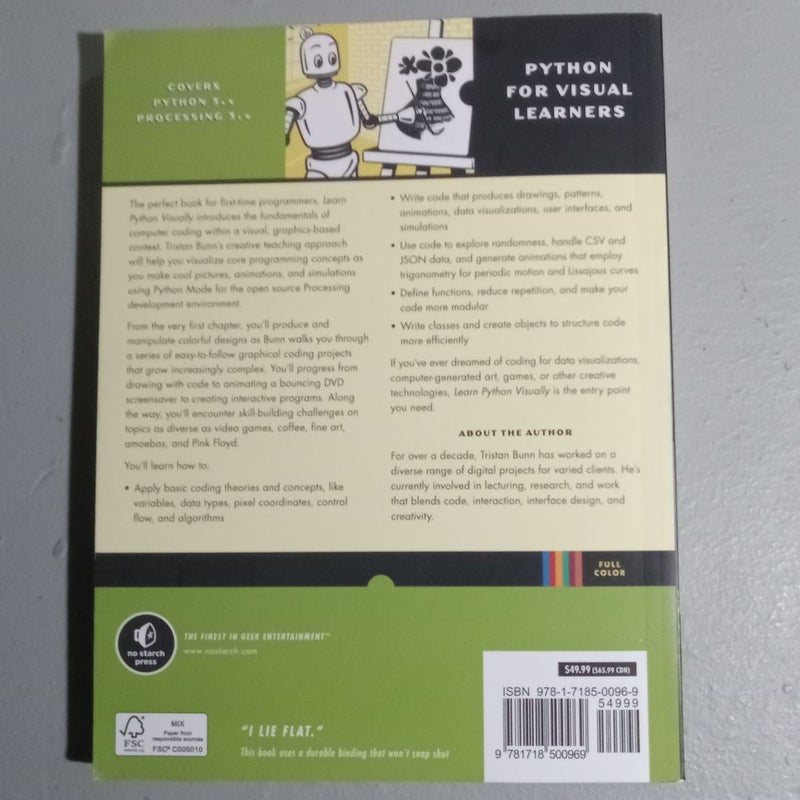 COVERS
PYTHON 3.x
PROCESSING 3.x
PYTHON
FOR VISUAL
LEARNERS
The perfect book for first-time programmers, Learn
Python Visually introduces the fundamentals of
computer coding within a visual, graphics-based
context. Tristan Bunn's creative teaching approach
will help you visualize core programming concepts as
you make cool pictures, animations, and simulations
using Python Mode for the open source Processing
development environment.
From the very first chapter, you'll produce and
manipulate colorful designs as Bunn walks you through
a series of easy-to-follow graphical coding projects
that grow increasingly complex. You'll progress from
drawing with code to animating a bouncing DVD
screensaver to creating interactive programs. Along
the way, you'll encounter skill-building challenges on
topics as diverse as video games, coffee, fine art,
amoebas, and Pink Floyd.
You'll learn how to:
• Apply basic coding theories and concepts, like
variables, data types, pixel coordinates, control
flow, and algorithms
• Write code that produces drawings, patterns,
animations, data visualizations, user interfaces, and
simulations
• Use code to explore randomness, handle CSV and
JSON data, and generate animations that employ
trigonometry for periodic motion and Lissajous curves
• Define functions, reduce repetition, and make your
code more modular
• Write classes and create objects to structure code
more efficiently
If you've ever dreamed of coding for data visualizations,
computer-generated art, games, or other creative
technologies, Learn Python Visually is the entry point
you need.
ABOUT THE AUTHOR
For over a decade, Tristan Bunn has worked on a
diverse range of digital projects for varied clients. He's
currently involved in lecturing, research, and work
that blends code, interaction, interface design, and
creativity.
FULL
COLOR
no starch
press
THE FINEST IN GEEK ENTERTAINMENT™
www.nostarch.com
FSC
MIX
Paper from
responsible sources
FSC® C005010
"I LIE FLAT."
This book uses a durable binding that won't snap shut
$49.99 ($65.99 CDN)
ISBN 978-1-7185-0096-9
54999
9 781718 500969